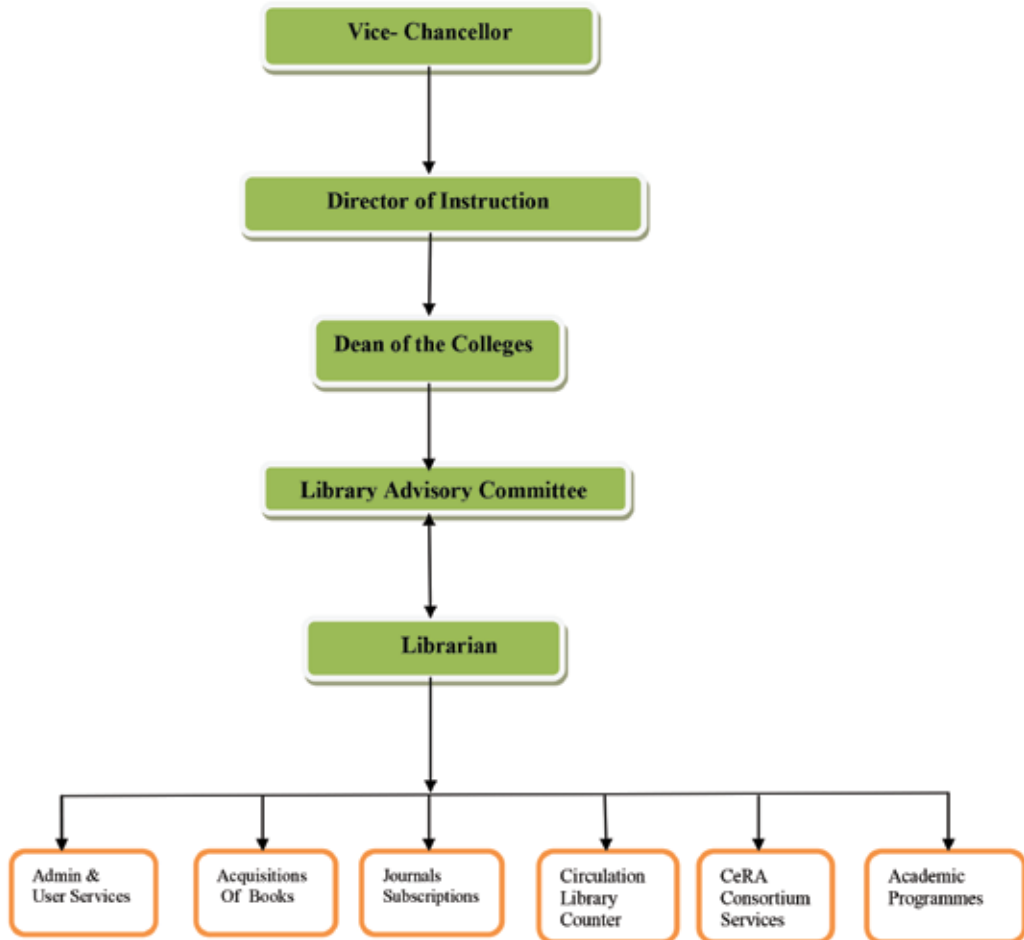 Vice- Chancellor
Director of Instruction
Dean of the Colleges
Library Advisory Committee
Librarian
Admin &
User Services
Acquisitions
Of Books
Journals
Subscriptions
Circulation
Library
Counter
CeRA
Consortium
Services
Academic
Programmes